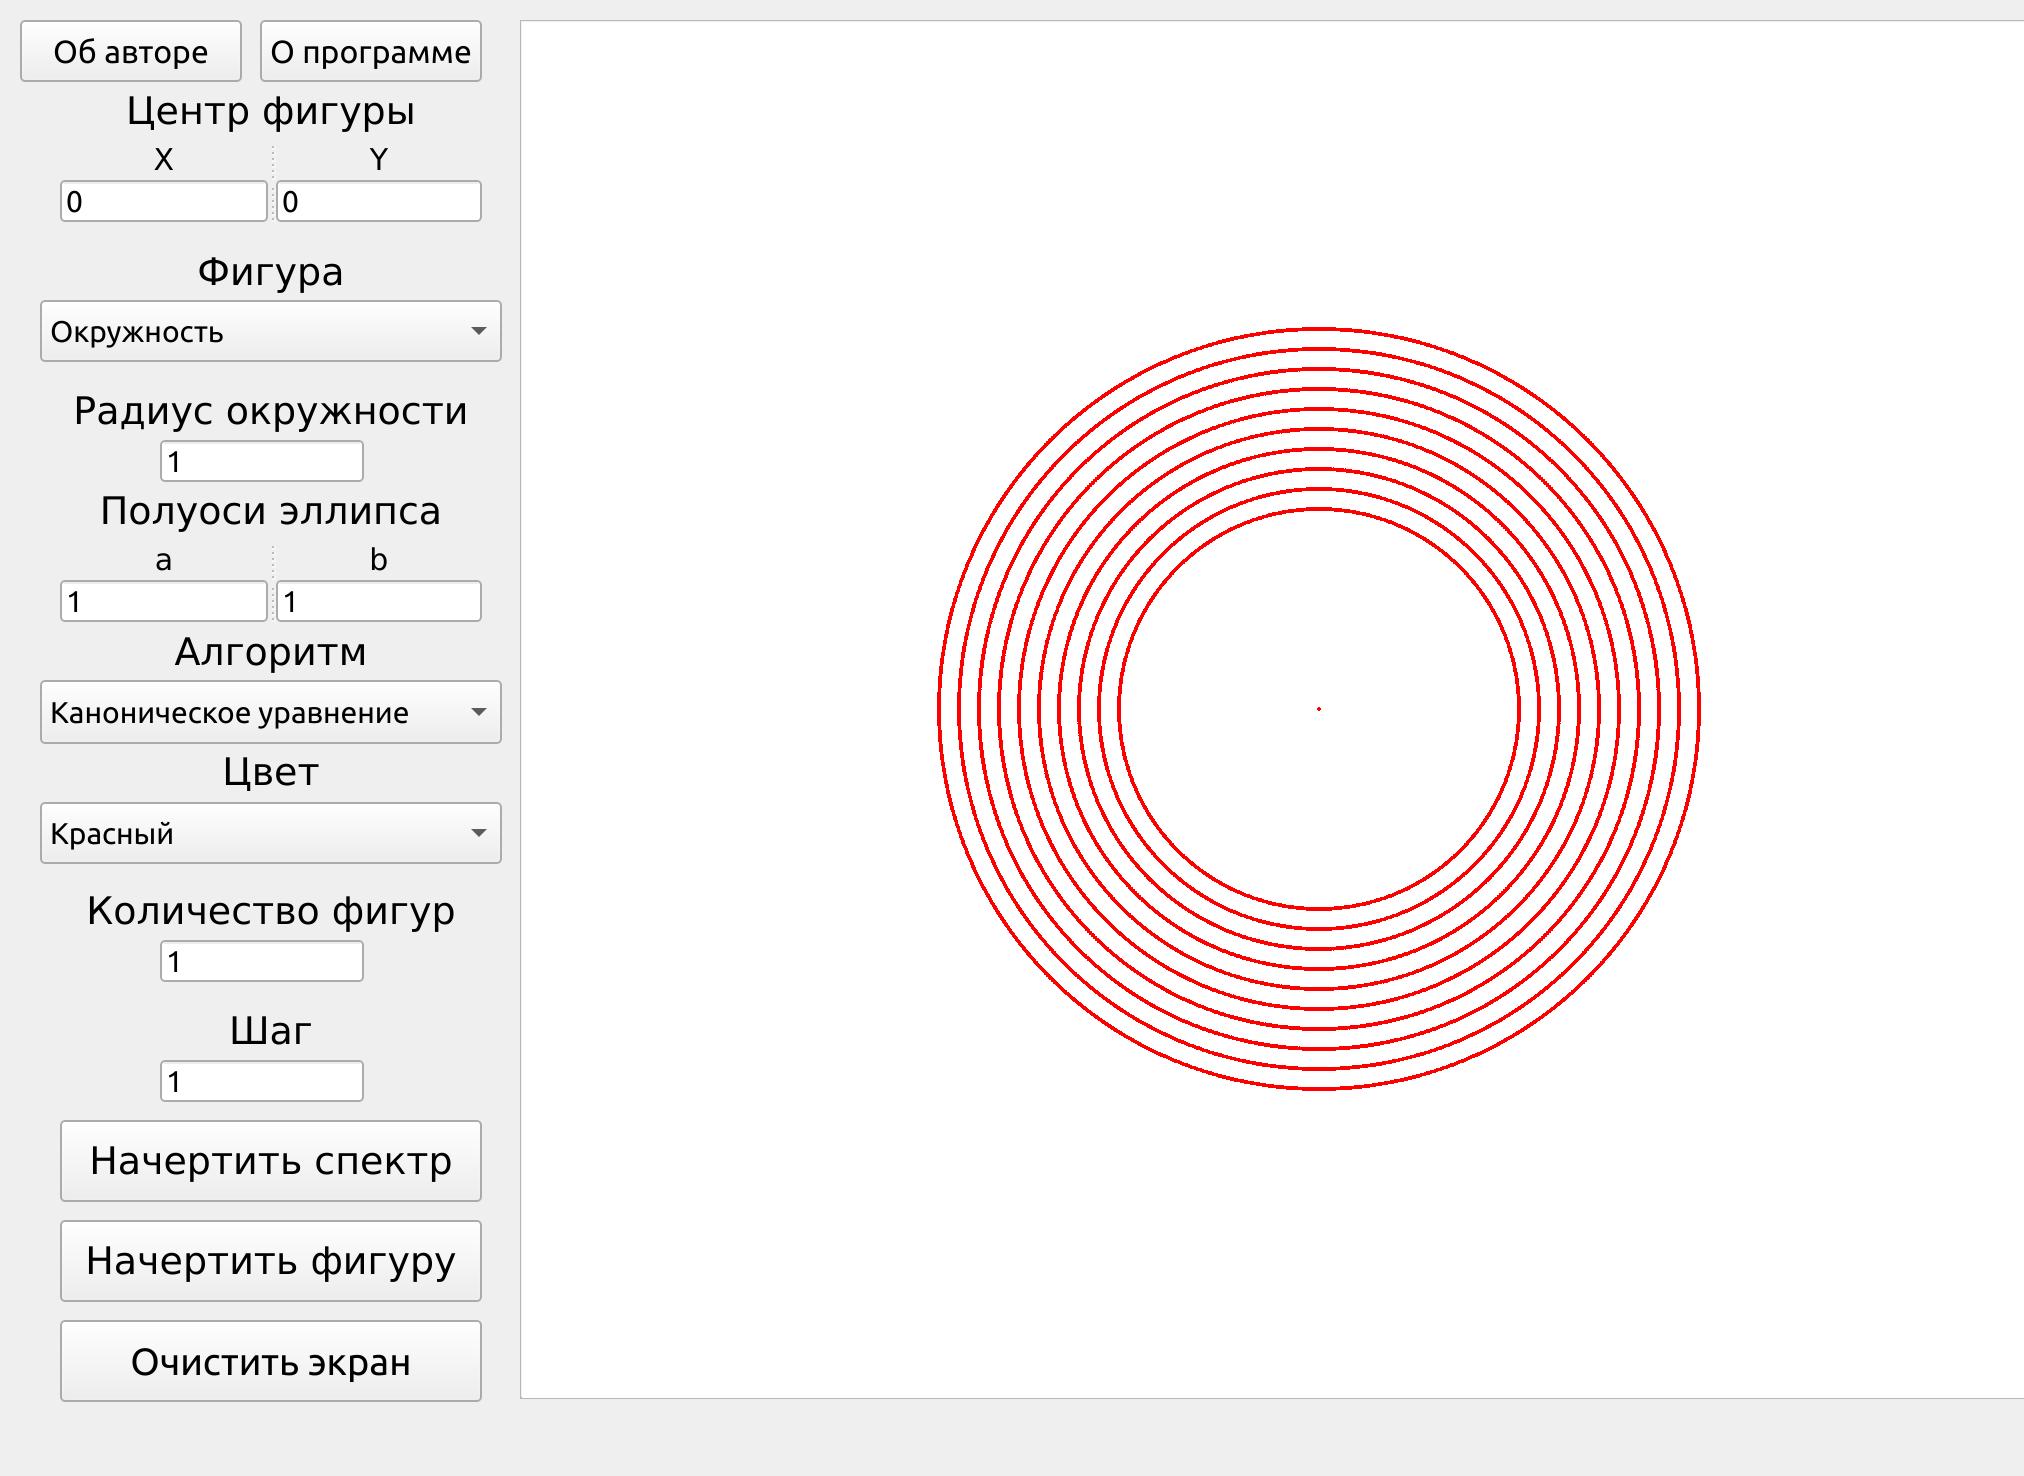 Об авторе О программе
Центр фигуры
X Y
0 0
Фигура
Окружность
Радиус окружности
1
Полуоси эллипса
a b
1 1
Алгоритм
Каноническое уравнение
Цвет
Красный
Количество фигур
1
Шаг
1
Начертить спектр
Начертить фигуру
Очистить экран